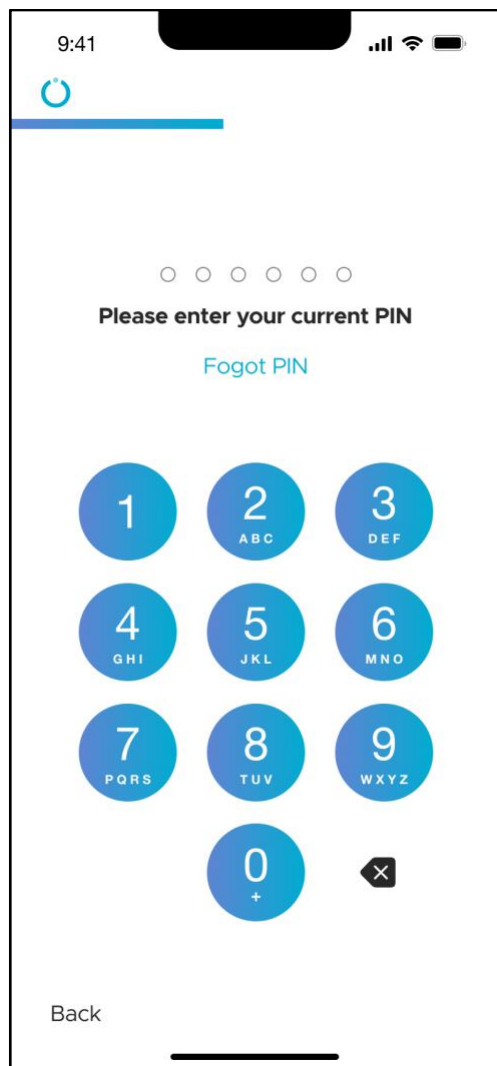 9:41
Please enter your current PIN
Fogot PIN
1 2 3
ABC DEF
4 5 6
GHI JKL MNO
7 8 9
PQRS TUV WXYZ
0
+
Back